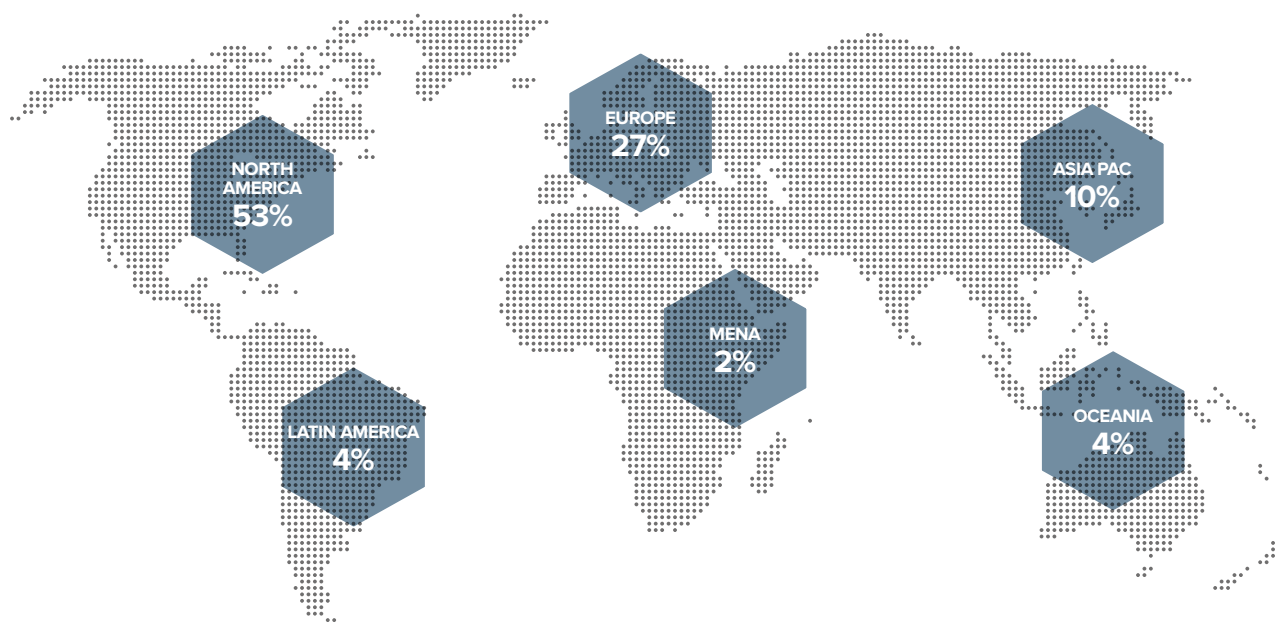 EUROPE
27%
NORTH
AMERICA
53%
ASIA PAC
10%
MENA
2%
LATIN AMERICA
4%
OCEANIA
4%